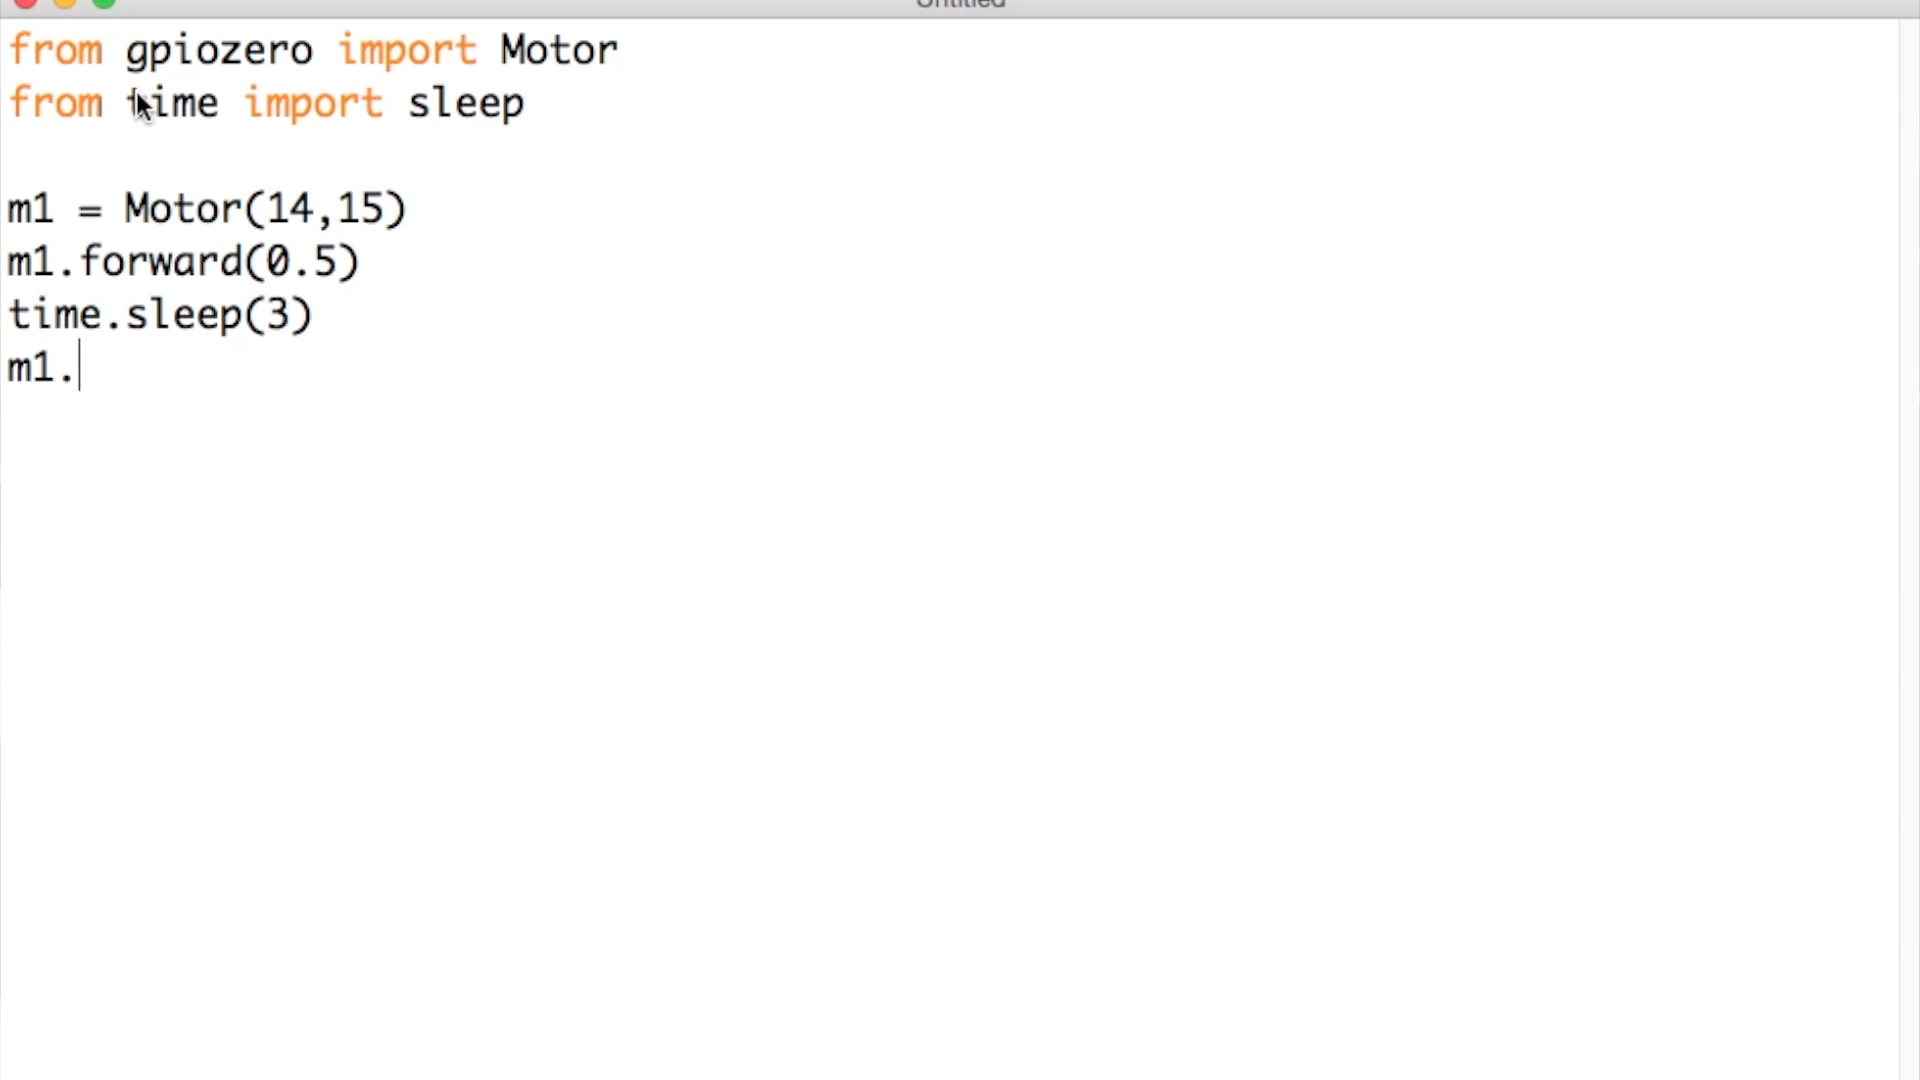 Untitled
from gpiozero import Motor
from time import sleep
m1 = Motor(14,15)
m1.forward(0.5)
time.sleep(3)
m1.